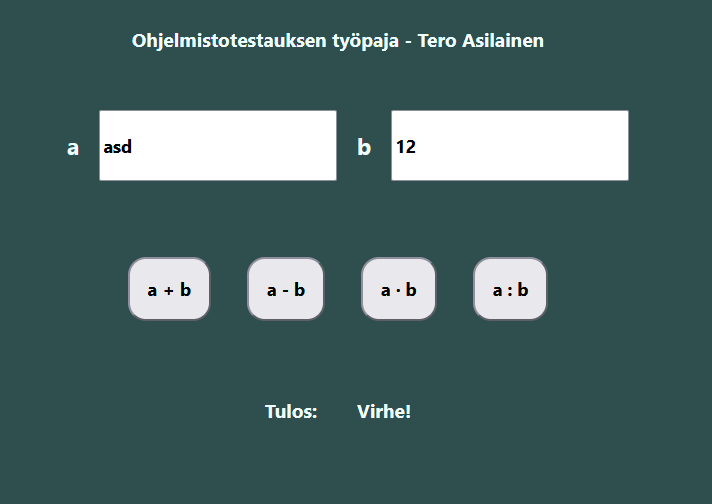 Ohjelmistotestauksen työpaja - Tero Asilainen
a asd b 12
a + b a - b a · b a : b
Tulos: Virhe!